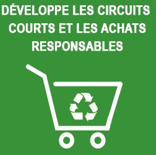 DÉVELOPPE LES CIRCUITS
COURTS ET LES ACHATS
RESPONSABLES